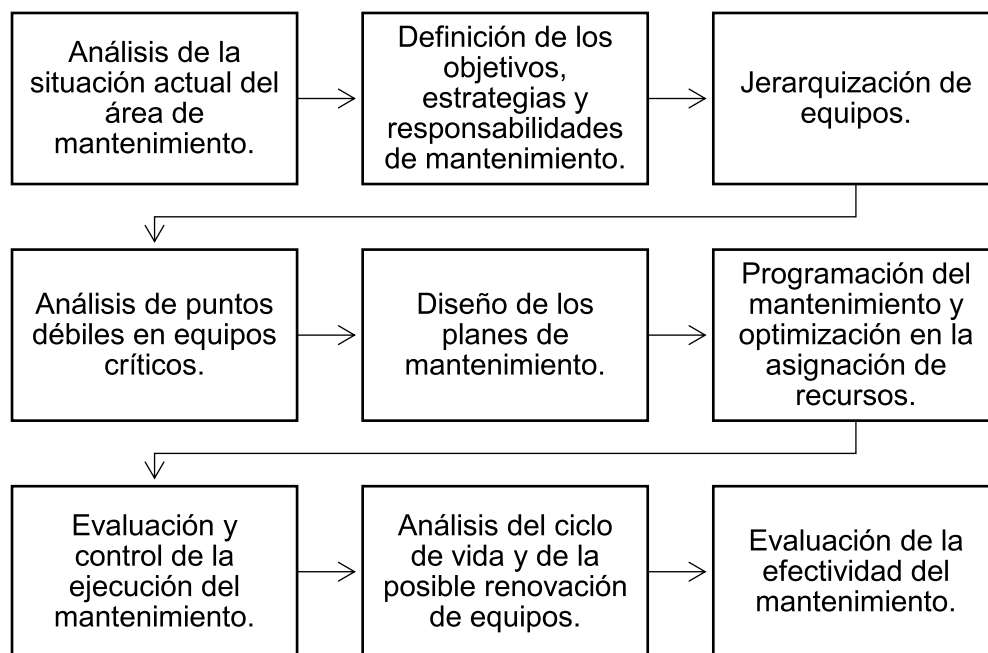 Análisis de la
situación actual del
área de
mantenimiento.
Definición de los
objetivos,
estrategias y
responsabilidades
de mantenimiento.
Jerarquización de
equipos.
Análisis de puntos
débiles en equipos
críticos.
Diseño de los
planes de
mantenimiento.
Programación del
mantenimiento y
optimización en la
asignación de
recursos.
Evaluación y
control de la
ejecución del
mantenimiento.
Análisis del ciclo
de vida y de la
posible renovación
de equipos.
Evaluación de la
efectividad del
mantenimiento.